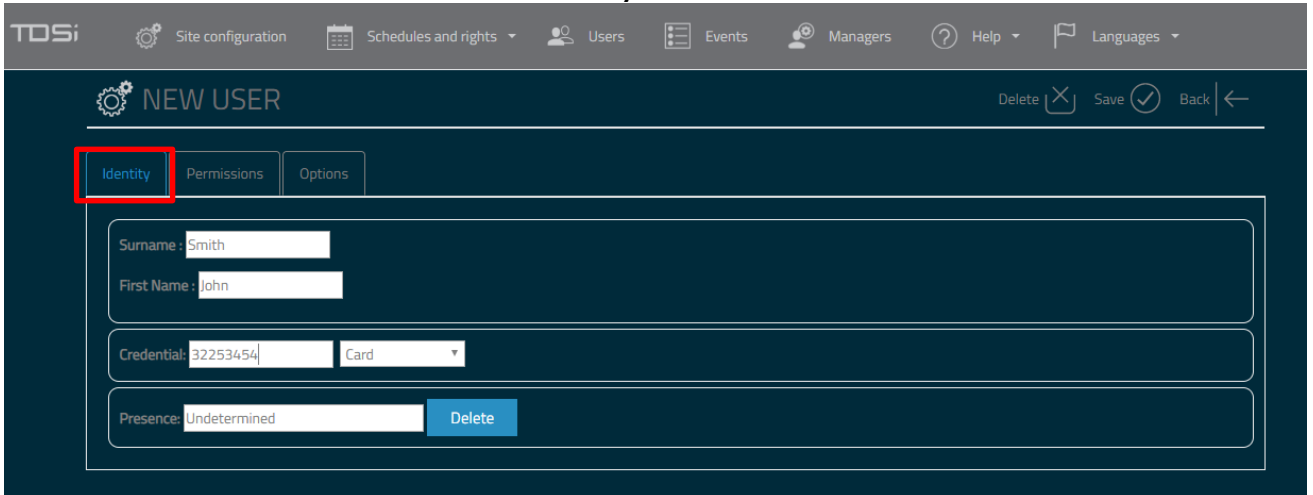 TDSi Site configuration Schedules and rights Users Events Managers Help Languages
NEW USER Delete Save Back
Identity Permissions Options
Surname : Smith
First Name : John
Credential: 32253454 Card
Presence: Undetermined Delete